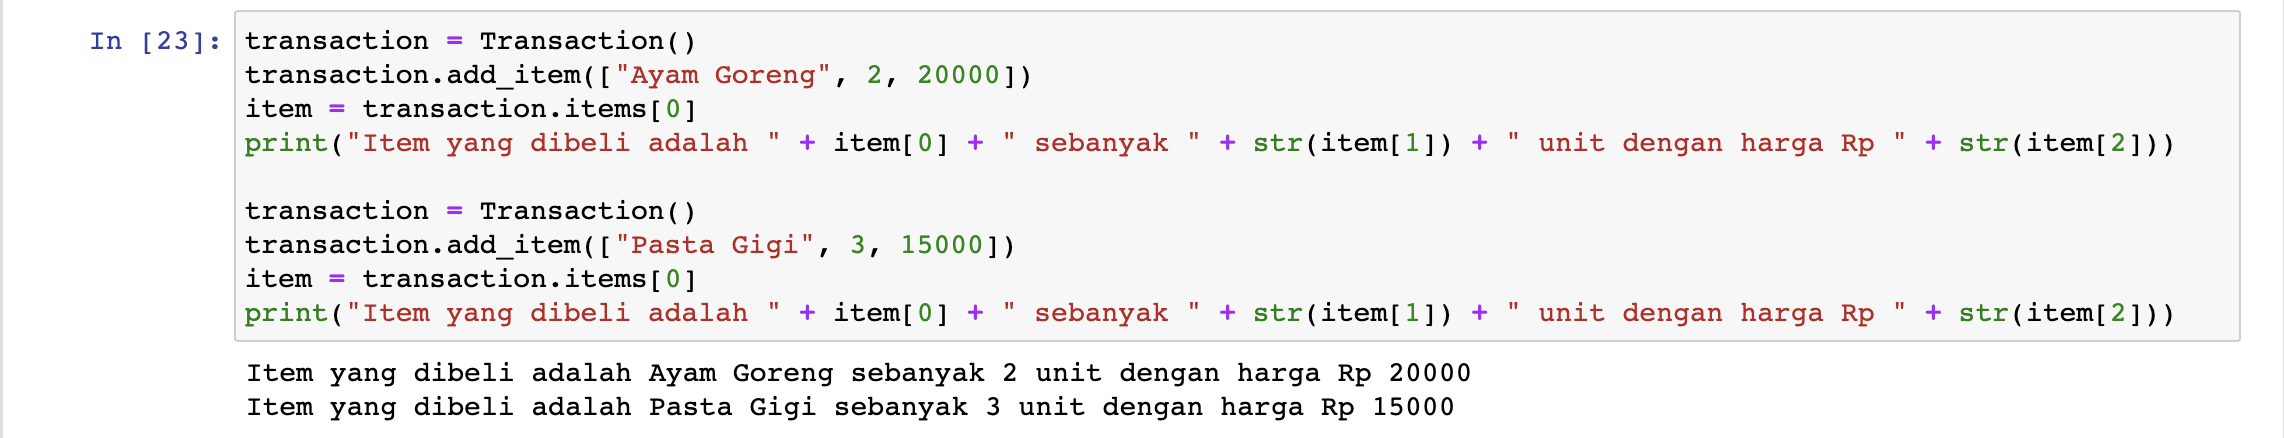 In [23]: transaction = Transaction()
transaction.add_item(["Ayam Goreng", 2, 20000])
item = transaction.items[0]
print("Item yang dibeli adalah " + item[0] + " sebanyak " + str(item[1]) + " unit dengan harga Rp " + str(item[2]))
transaction = Transaction()
transaction.add_item(["Pasta Gigi", 3, 15000])
item = transaction.items[0]
print("Item yang dibeli adalah " + item[0] + " sebanyak " + str(item[1]) + " unit dengan harga Rp " + str(item[2]))
Item yang dibeli adalah Ayam Goreng sebanyak 2 unit dengan harga Rp 20000
Item yang dibeli adalah Pasta Gigi sebanyak 3 unit dengan harga Rp 15000